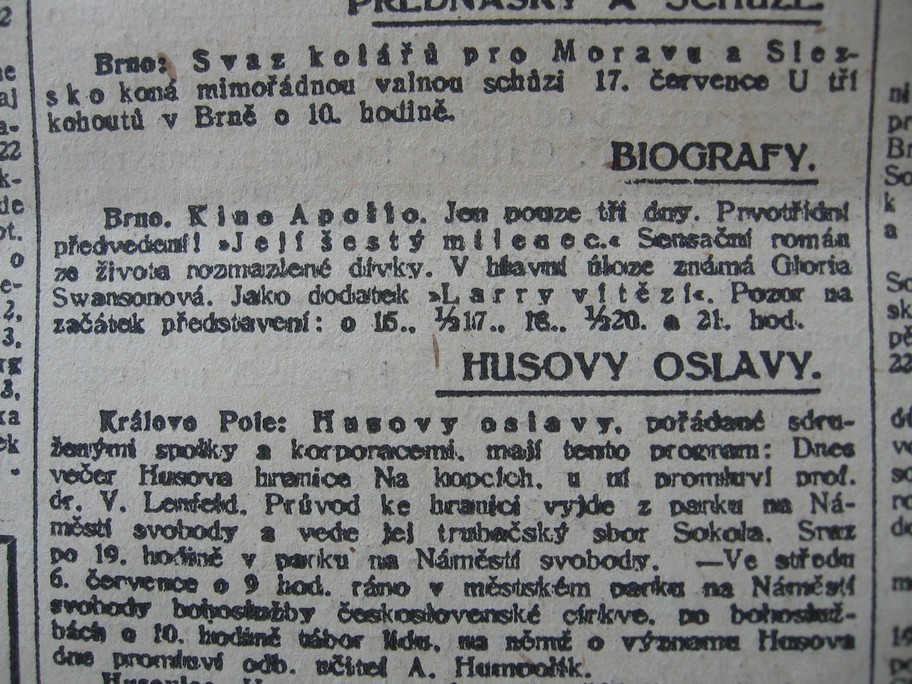 PŘEDNÁŠKY A SCHŮZE.
Brno: Svaz kolářů pro Moravu a Slez-
sko koná mimořádnou valnou schůzi 17. července U tří
kohoutů v Brně o 10. hodině.
BIOGRAFY.
Brno. Kino Apollo. Jen pouze tří dny. Prvotřídní
předvedení! »Její šestý milenec.« Sensační román
ze života rozmazlené dívky. V hlavní úloze známá Gloria
Swansonová. Jako dodatek »Larry vítězí«. Pozor na
začátek představení: o 15., ½17., 18., ½20. a 21. hod.
HUSOVY OSLAVY.
Královo Pole: Husovy oslavy, pořádané sdru-
ženými spolky a korporacemi, mají tento program: Dnes
večer Husova hranice Na kopcích, u ní promluví prof.
dr. V. Lenfeld. Průvod ke hranici vyjde z parku na Ná-
městí svobody a vede jej trubačský sbor Sokola. Sraz
po 19. hodině v parku na Náměstí svobody. —Ve středu
6. července o 9 hod. ráno v městském parku na Náměstí
svobody bohoslužby československé církve, po bohosluž-
bách o 10. hodině tábor lidu, na němž o významu Husova
dne promluví odb. učitel A. Humpolík.